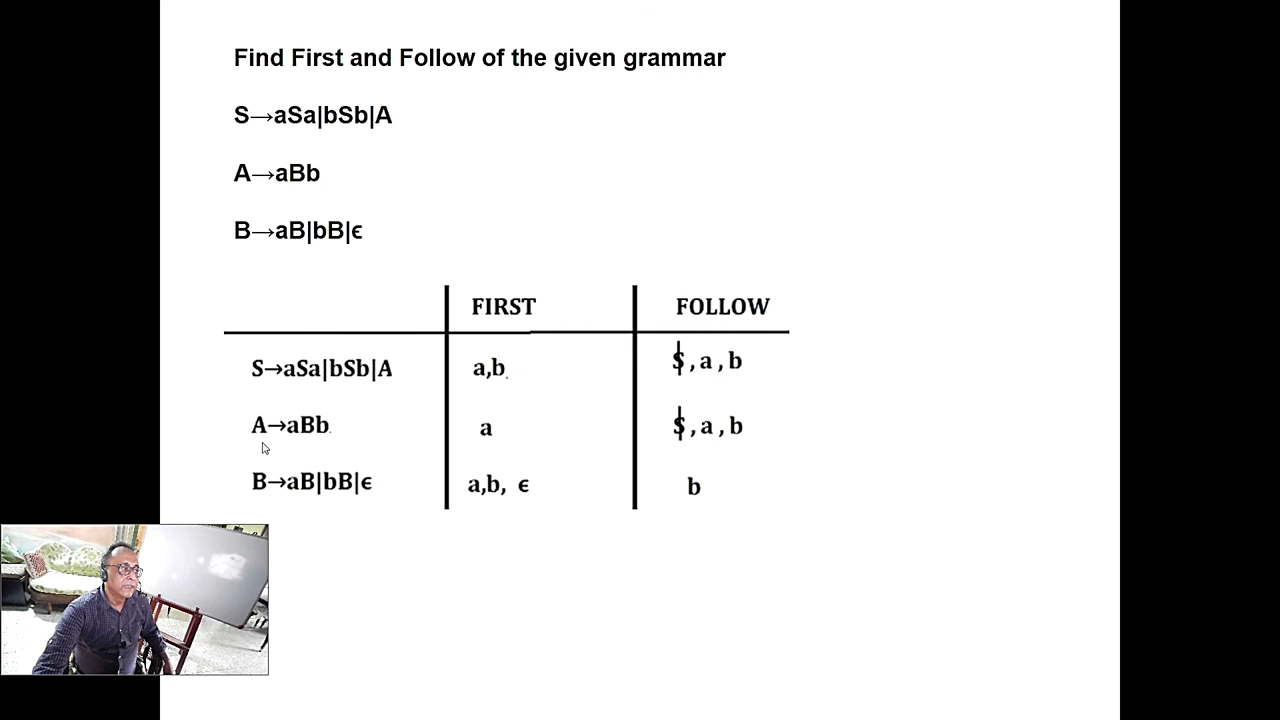 Find First and Follow of the given grammar
S→aSa|bSb|A
A→aBb
B→aB|bB|ϵ
FIRST FOLLOW
S→aSa|bSb|A a,b $ , a , b
A→aBb a $ , a , b
B→aB|bB|ϵ a,b, ϵ b